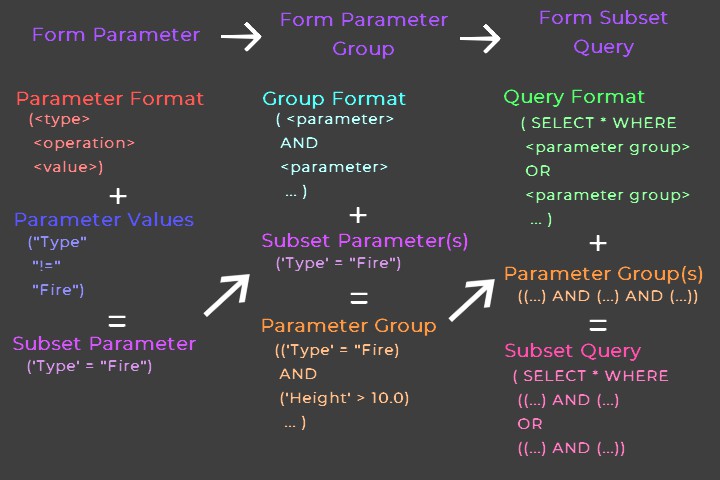 Form Parameter
Form Parameter
Group
Form Subset
Query
Parameter Format
(<type>
<operation>
<value>)
+
Parameter Values
("Type"
"!="
"Fire")
=
Subset Parameter
('Type' = "Fire")
Group Format
( <parameter>
AND
<parameter>
... )
+
Subset Parameter(s)
('Type' = "Fire")
=
Parameter Group
(('Type' = "Fire)
AND
('Height' > 10.0)
... )
Query Format
( SELECT * WHERE
<parameter group>
OR
<parameter group>
... )
+
Parameter Group(s)
((...) AND (...) AND (...))
=
Subset Query
( SELECT * WHERE
((...) AND (...)
OR
((...) AND (...))